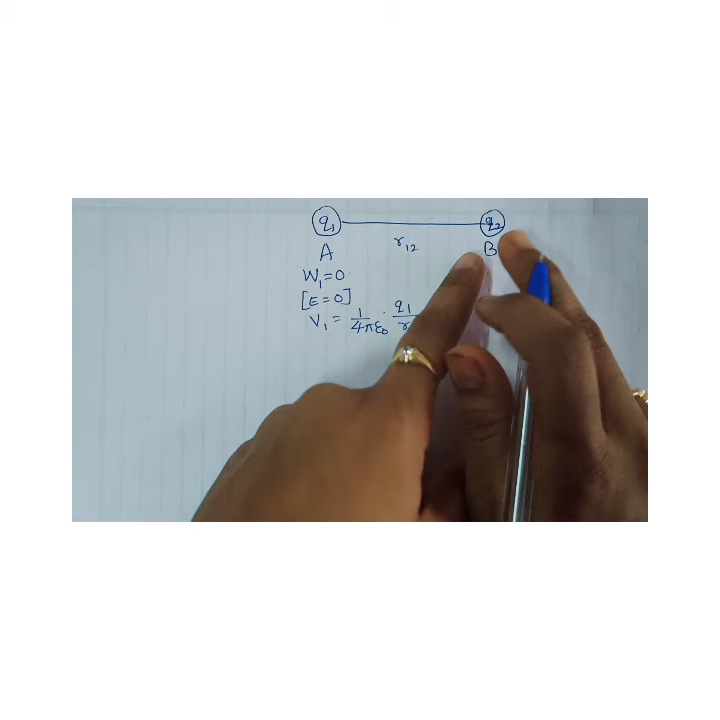 q₁ q₂
A r₁₂ B
W₁ = 0
[E = 0]
V₁ = 1/4πε₀ · q₁/r